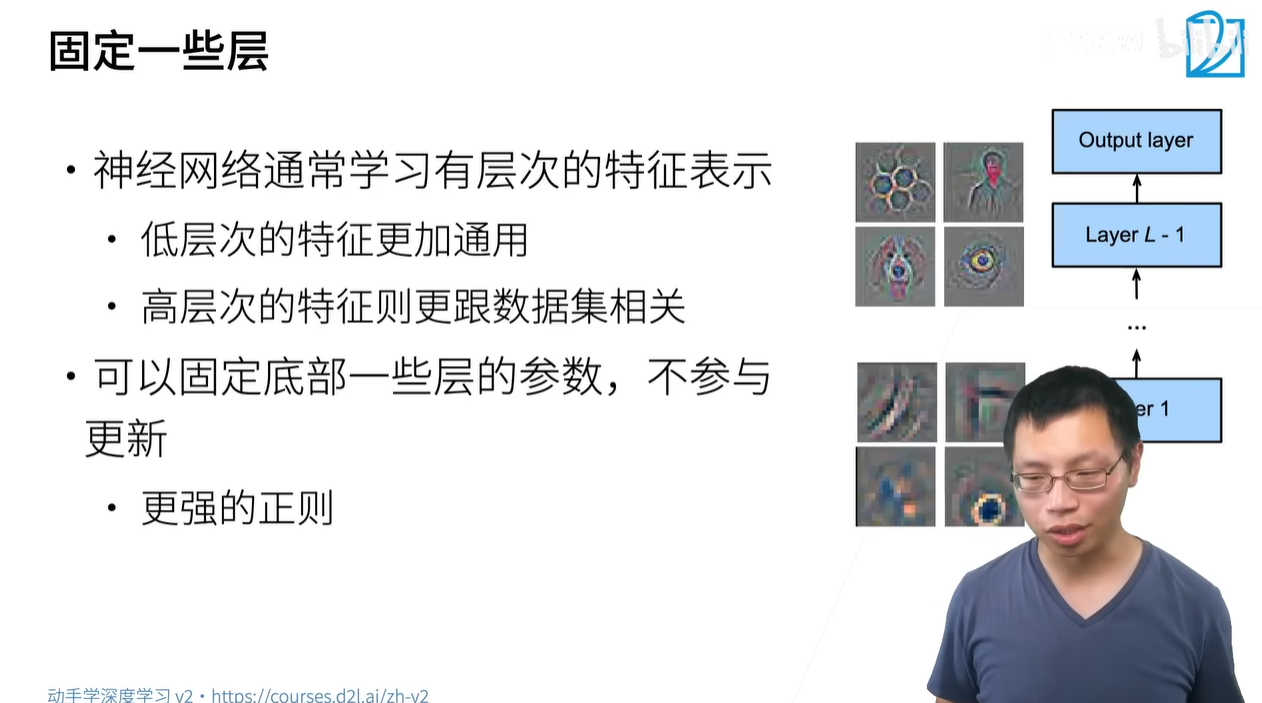 固定一些层
• 神经网络通常学习有层次的特征表示
• 低层次的特征更加通用
• 高层次的特征则更跟数据集相关
• 可以固定底部一些层的参数，不参与
更新
• 更强的正则
Output layer
Layer L - 1
...
er 1
动手学深度学习 v2 • https://courses.d2l.ai/zh-v2
bilibili